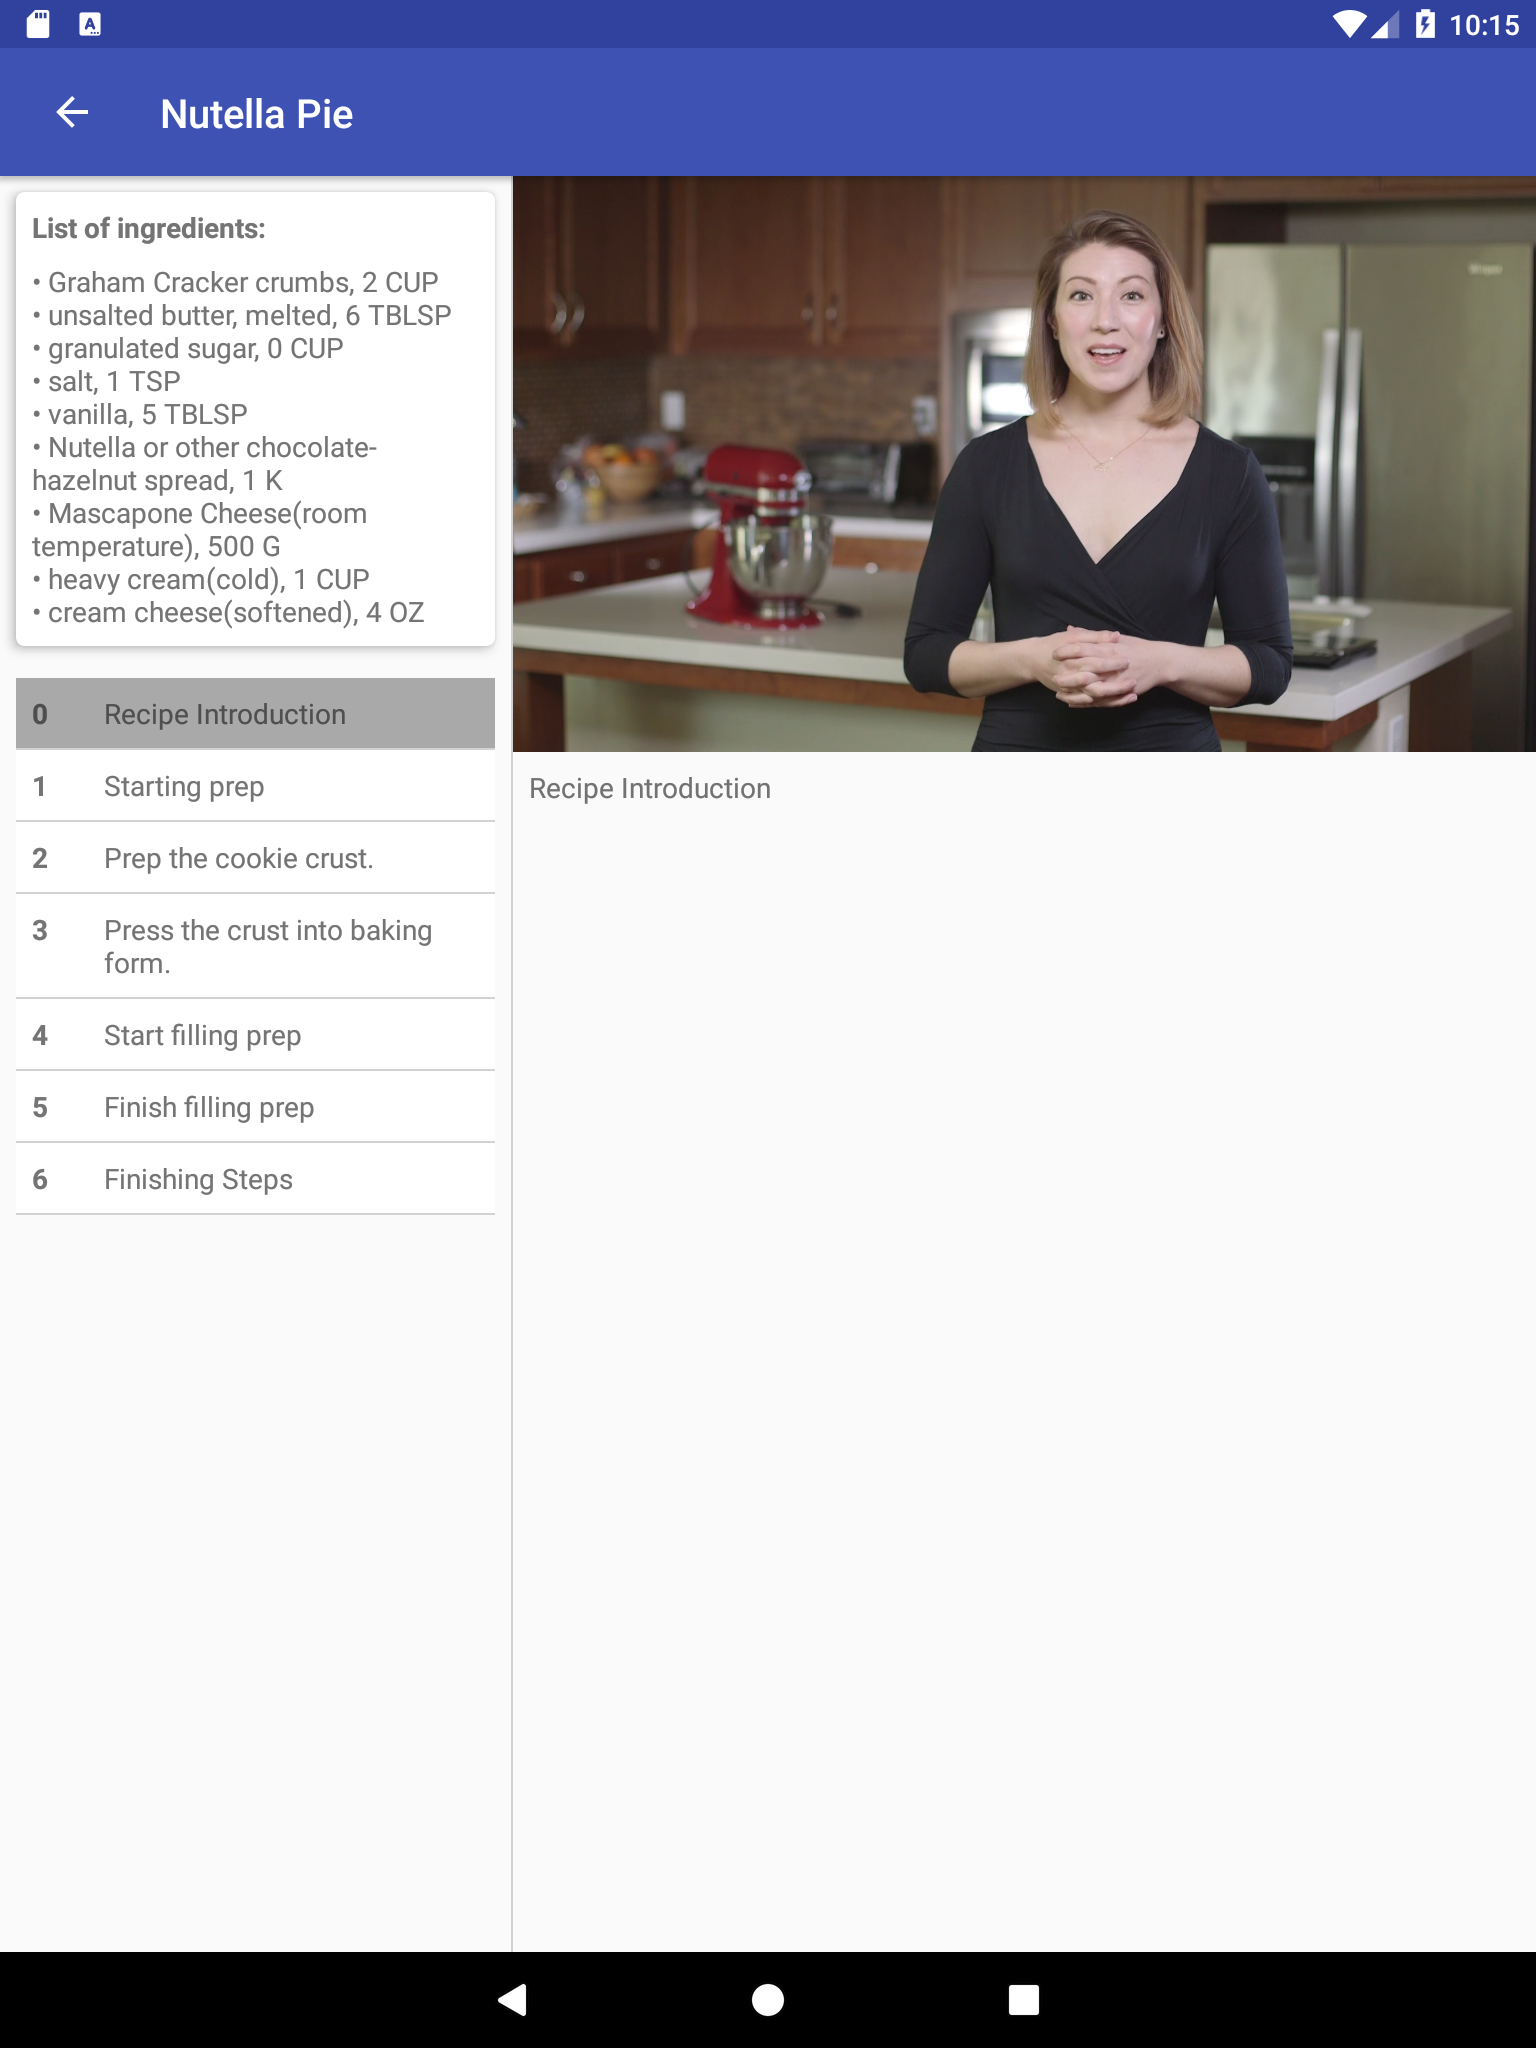 10:15
Nutella Pie
List of ingredients:
• Graham Cracker crumbs, 2 CUP
• unsalted butter, melted, 6 TBLSP
• granulated sugar, 0 CUP
• salt, 1 TSP
• vanilla, 5 TBLSP
• Nutella or other chocolate-
hazelnut spread, 1 K
• Mascapone Cheese(room
temperature), 500 G
• heavy cream(cold), 1 CUP
• cream cheese(softened), 4 OZ
0 Recipe Introduction
1 Starting prep
2 Prep the cookie crust.
3 Press the crust into baking
form.
4 Start filling prep
5 Finish filling prep
6 Finishing Steps
Recipe Introduction